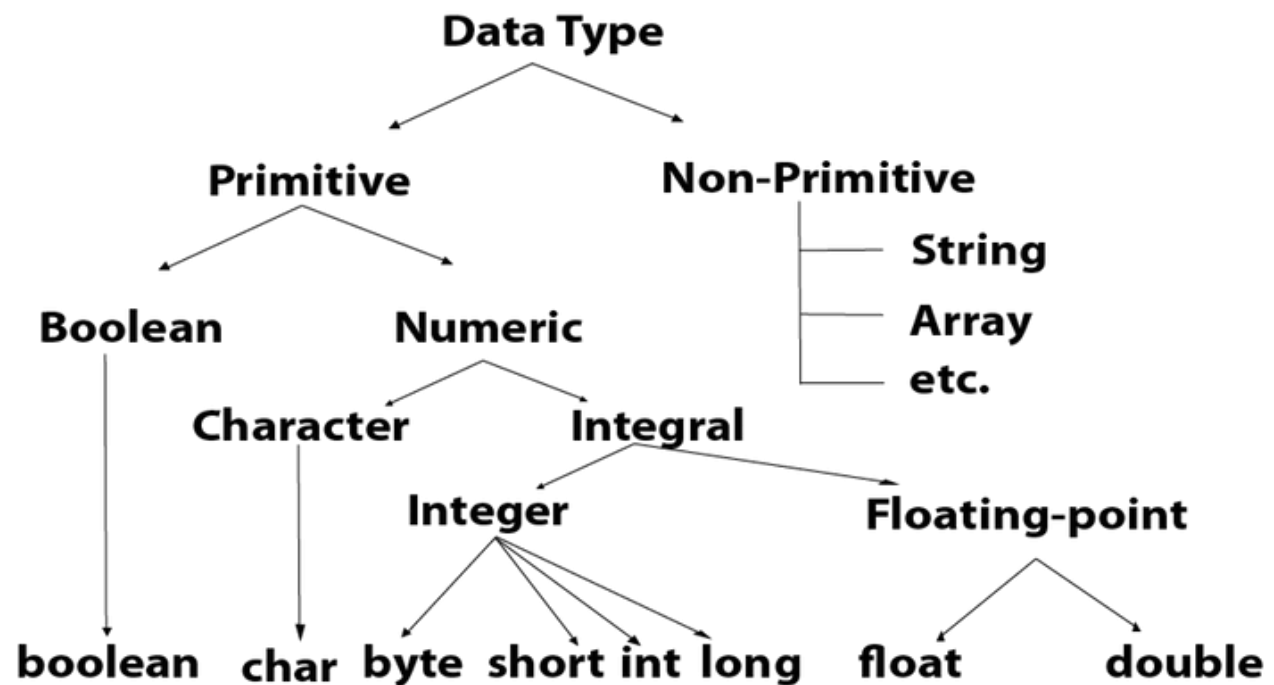 Data Type
Primitive
Non-Primitive
String
Boolean
Numeric
Array
etc.
Character
Integral
Integer
Floating-point
boolean
char
byte
short
int
long
float
double